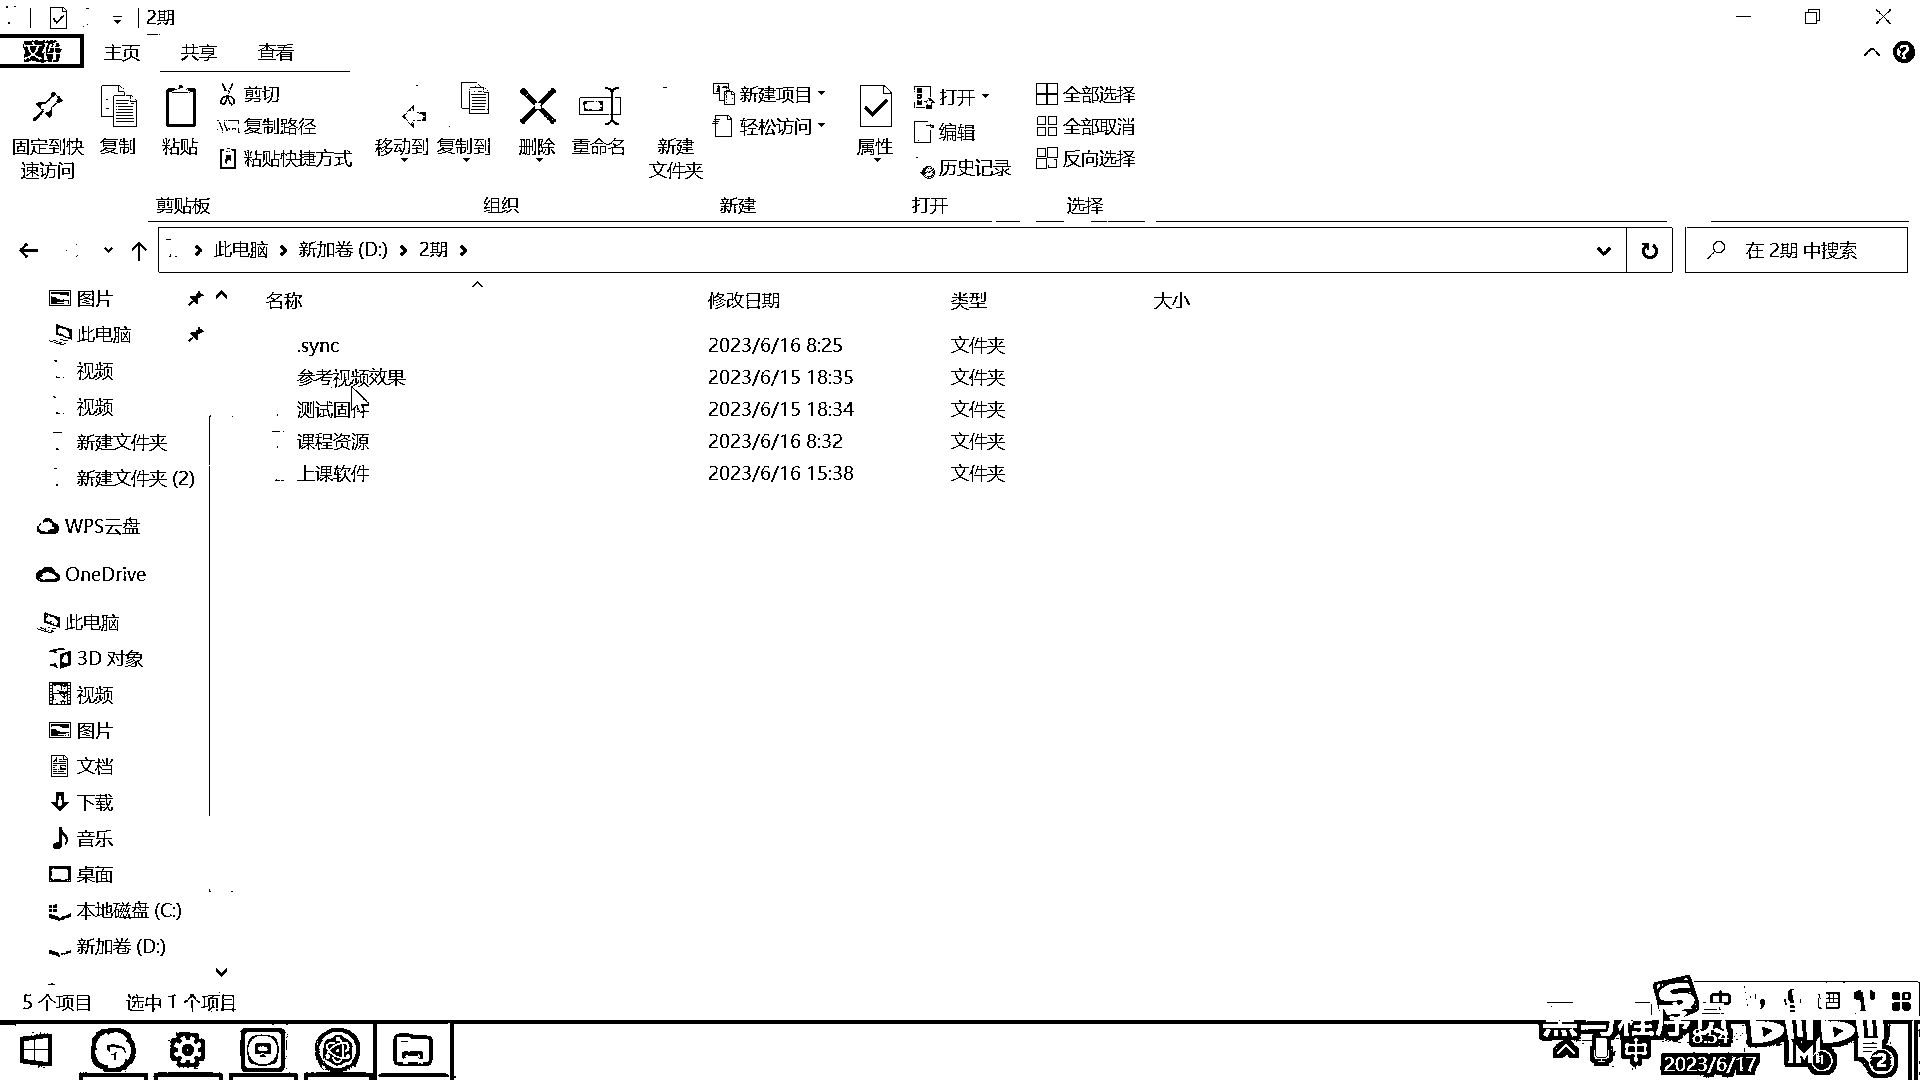 2期
文件 主页 共享 查看
固定到快速访问 复制 粘贴 剪切 复制路径 粘贴快捷方式 移动到 复制到 删除 重命名 新建文件夹 新建项目 轻松访问 属性 打开 编辑 历史记录 全部选择 全部取消 反向选择
剪贴板 组织 新建 打开 选择
此电脑 新加卷 (D:) 2期 在 2期 中搜索
名称 修改日期 类型 大小
.sync 2023/6/16 8:25 文件夹
参考视频效果 2023/6/15 18:35 文件夹
测试固件 2023/6/15 18:34 文件夹
课程资源 2023/6/16 8:32 文件夹
上课软件 2023/6/16 15:38 文件夹
图片
此电脑
视频
视频
新建文件夹
新建文件夹 (2)
WPS云盘
OneDrive
此电脑
3D 对象
视频
图片
文档
下载
音乐
桌面
本地磁盘 (C:)
新加卷 (D:)
5 个项目 选中 1 个项目
中
中
8:54
2023/6/17
2